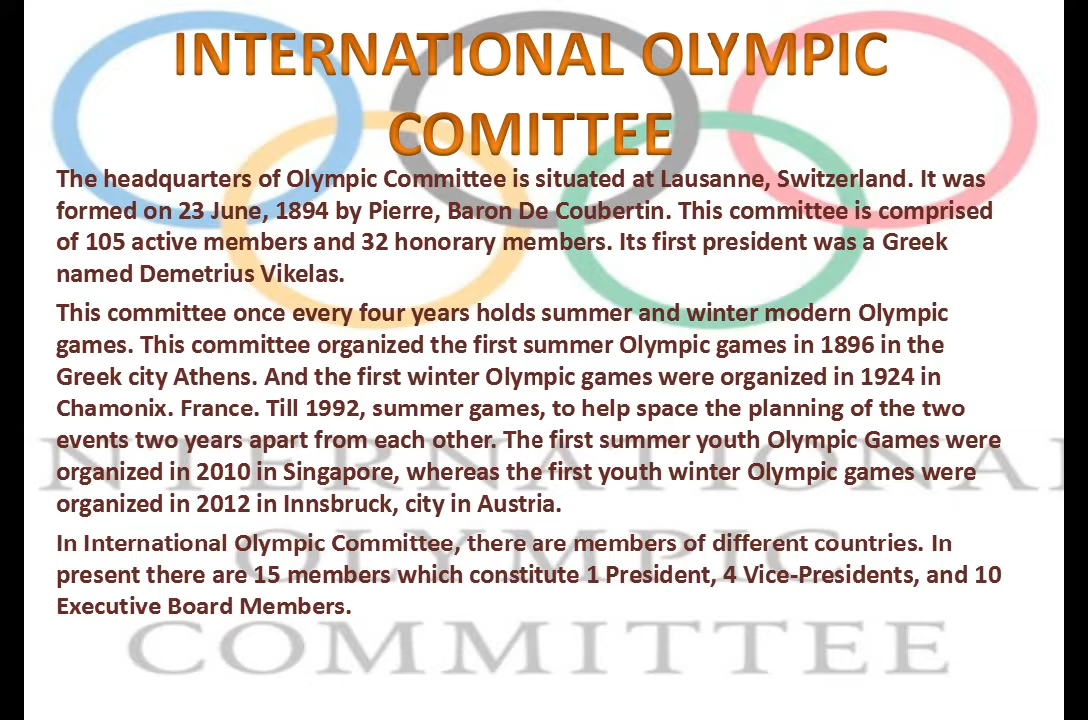 INTERNATIONAL OLYMPIC
COMITTEE
The headquarters of Olympic Committee is situated at Lausanne, Switzerland. It was
formed on 23 June, 1894 by Pierre, Baron De Coubertin. This committee is comprised
of 105 active members and 32 honorary members. Its first president was a Greek
named Demetrius Vikelas.
This committee once every four years holds summer and winter modern Olympic
games. This committee organized the first summer Olympic games in 1896 in the
Greek city Athens. And the first winter Olympic games were organized in 1924 in
Chamonix. France. Till 1992, summer games, to help space the planning of the two
events two years apart from each other. The first summer youth Olympic Games were
organized in 2010 in Singapore, whereas the first youth winter Olympic games were
organized in 2012 in Innsbruck, city in Austria.
In International Olympic Committee, there are members of different countries. In
present there are 15 members which constitute 1 President, 4 Vice-Presidents, and 10
Executive Board Members.
INTERNATIONAL
OLYMPIC
COMMITTEE